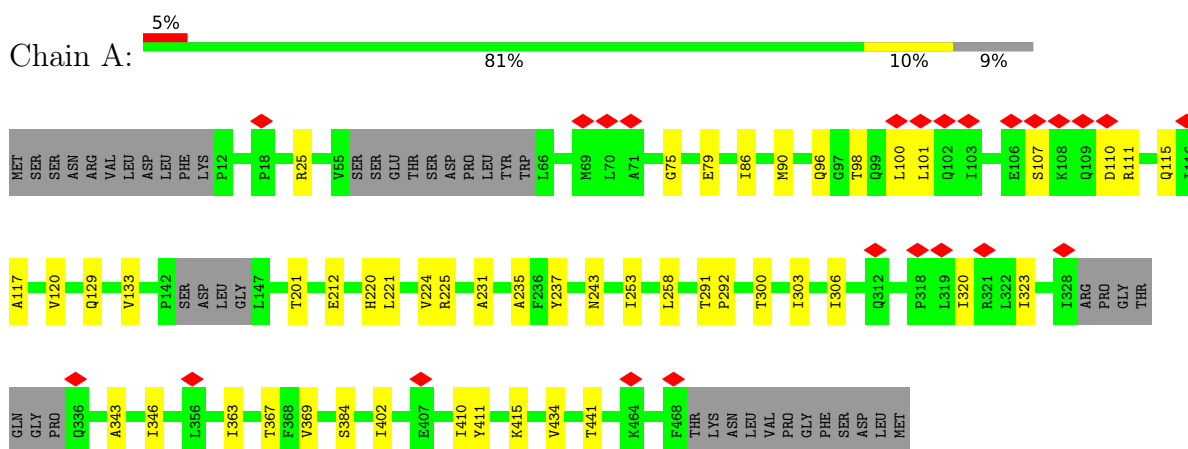 5%
Chain A:
81% 10% 9%
MET SER SER ASN ARG VAL LEU ASP LEU PHE LYS P12 P18 R25 V55 SER SER GLU THR SER ASP PRO LEU TYR TRP L66 M69 L70 A71 G75 E79 I86 M90 Q96 G97 T98 Q99 L100 L101 Q102 I103 E106 S107 K108 Q109 D110 R111 Q115 I116
A117 V120 Q129 V133 P142 SER ASP LEU GLY L147 T201 E212 H220 L221 V224 R225 A231 A235 F236 Y237 N243 I253 L258 T291 P292 T300 I303 I306 Q312 P318 L319 I320 R321 L322 I323 I328 ARG PRO GLY THR
GLN GLY PRO Q336 A343 I346 L356 I363 T367 F368 V369 S384 I402 E407 I410 Y411 K415 V434 T441 K464 F468 THR LYS ASN LEU VAL PRO GLY PHE SER ASP LEU MET